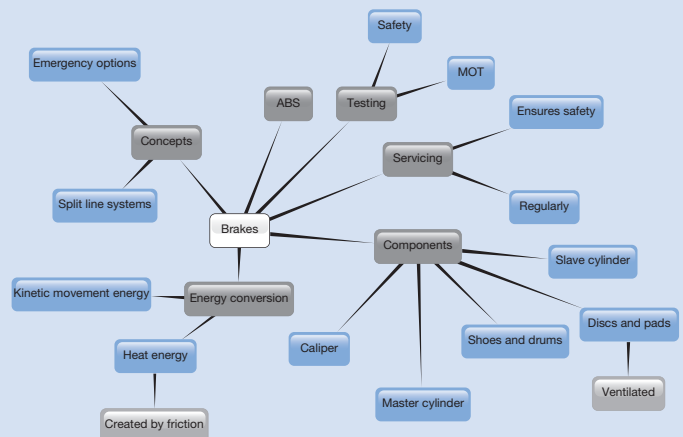 Safety
Emergency options
MOT
ABS
Testing
Ensures safety
Concepts
Servicing
Split line systems
Regularly
Brakes
Components
Slave cylinder
Kinetic movement energy
Energy conversion
Discs and pads
Shoes and drums
Caliper
Heat energy
Ventilated
Master cylinder
Created by friction